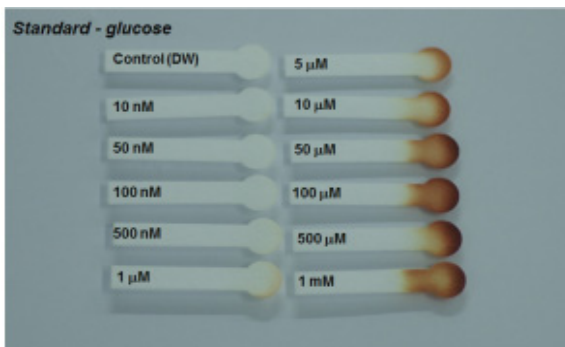 Standard - glucose
Control (DW)
10 nM
50 nM
100 nM
500 nM
1 µM
5 µM
10 µM
50 µM
100 µM
500 µM
1 mM